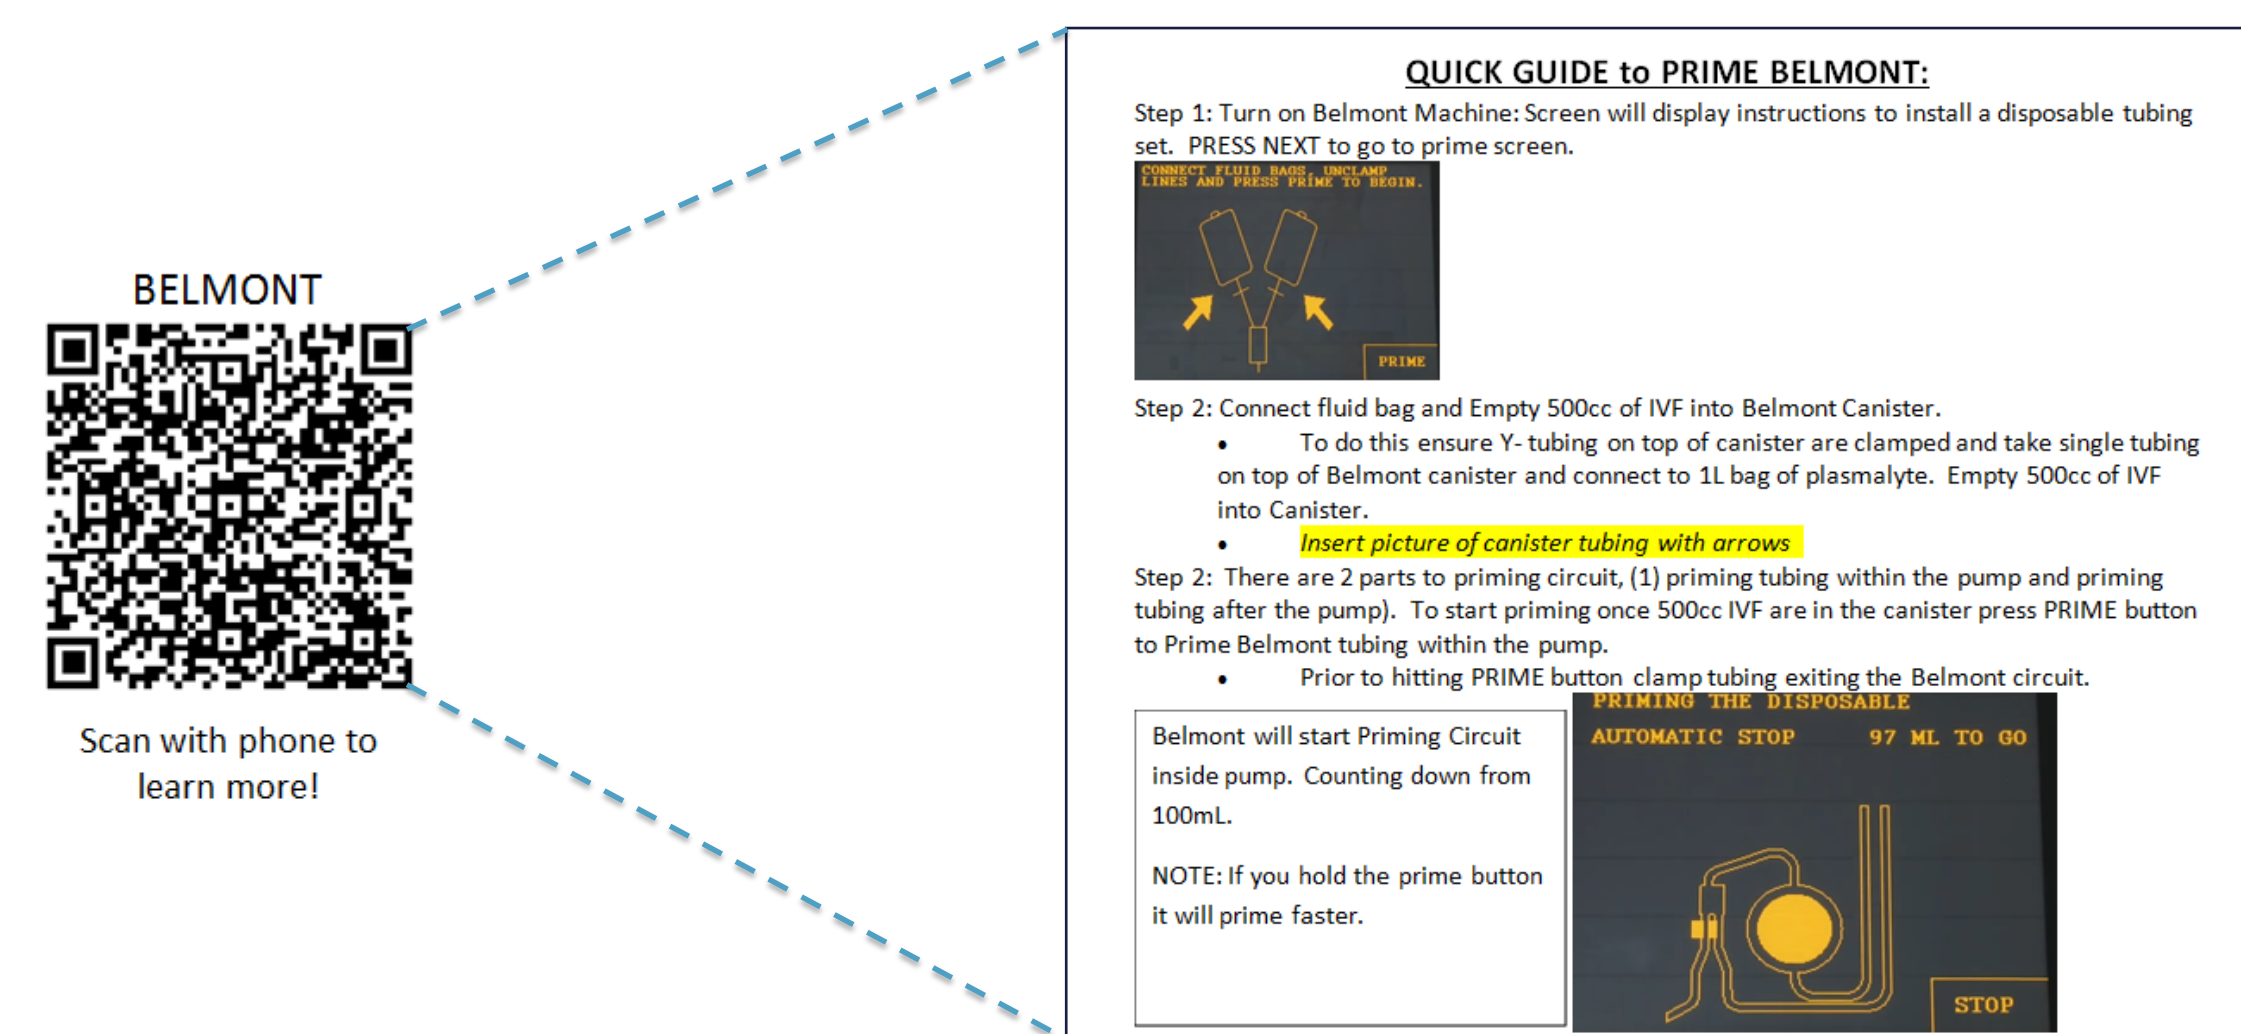 BELMONT
Scan with phone to
learn more!
QUICK GUIDE to PRIME BELMONT:
Step 1: Turn on Belmont Machine: Screen will display instructions to install a disposable tubing
set.  PRESS NEXT to go to prime screen.
CONNECT FLUID BAGS, UNCLAMP
LINES AND PRESS PRIME TO BEGIN.
PRIME
Step 2: Connect fluid bag and Empty 500cc of IVF into Belmont Canister.
• To do this ensure Y- tubing on top of canister are clamped and take single tubing
on top of Belmont canister and connect to 1L bag of plasmalyte.  Empty 500cc of IVF
into Canister.
• Insert picture of canister tubing with arrows
Step 2:  There are 2 parts to priming circuit, (1) priming tubing within the pump and priming
tubing after the pump).  To start priming once 500cc IVF are in the canister press PRIME button
to Prime Belmont tubing within the pump.
• Prior to hitting PRIME button clamp tubing exiting the Belmont circuit.
Belmont will start Priming Circuit
inside pump.  Counting down from
100mL.
NOTE: If you hold the prime button
it will prime faster.
PRIMING THE DISPOSABLE
AUTOMATIC STOP 97 ML TO GO
STOP